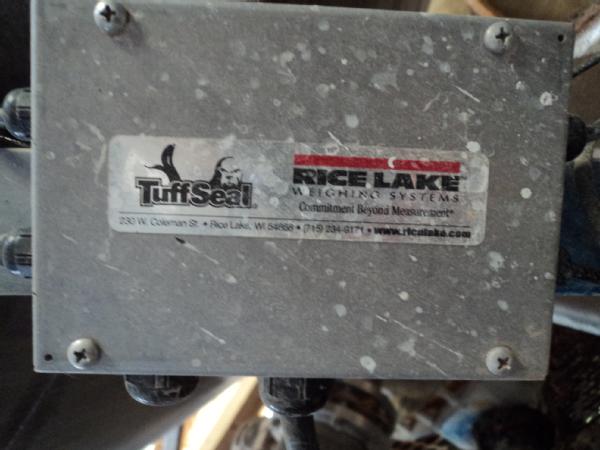 TuffSeal®
RICE LAKE
WEIGHING SYSTEMS
Commitment Beyond Measurement®
230 W. Coleman St. • Rice Lake, WI 54868 • (715) 234-9171 • www.ricelake.com